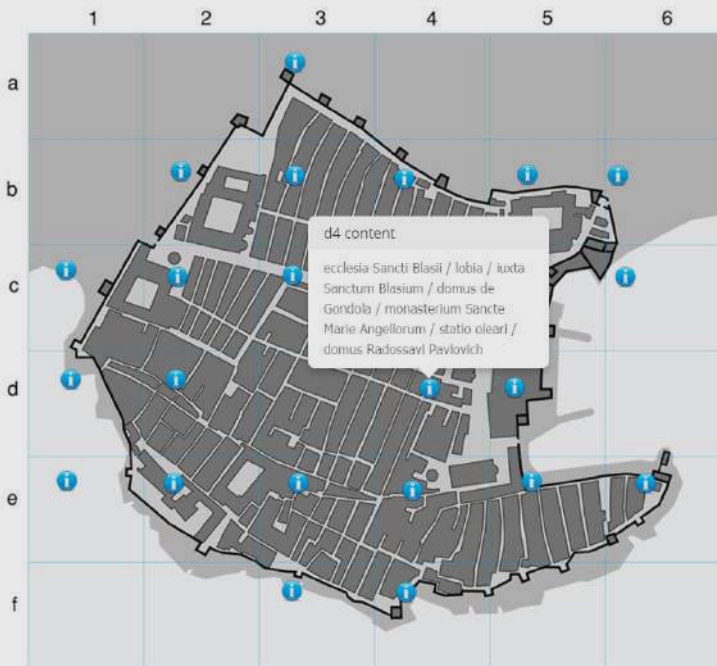 1 2 3 4 5 6
a
b
c
d
e
f
d4 content
ecclesia Sancti Blasii / lobia / iuxta
Sanctum Blasium / domus de
Gondola / monasterium Sancte
Marie Angellorum / statio oleari /
domus Radossavi Pavlovich